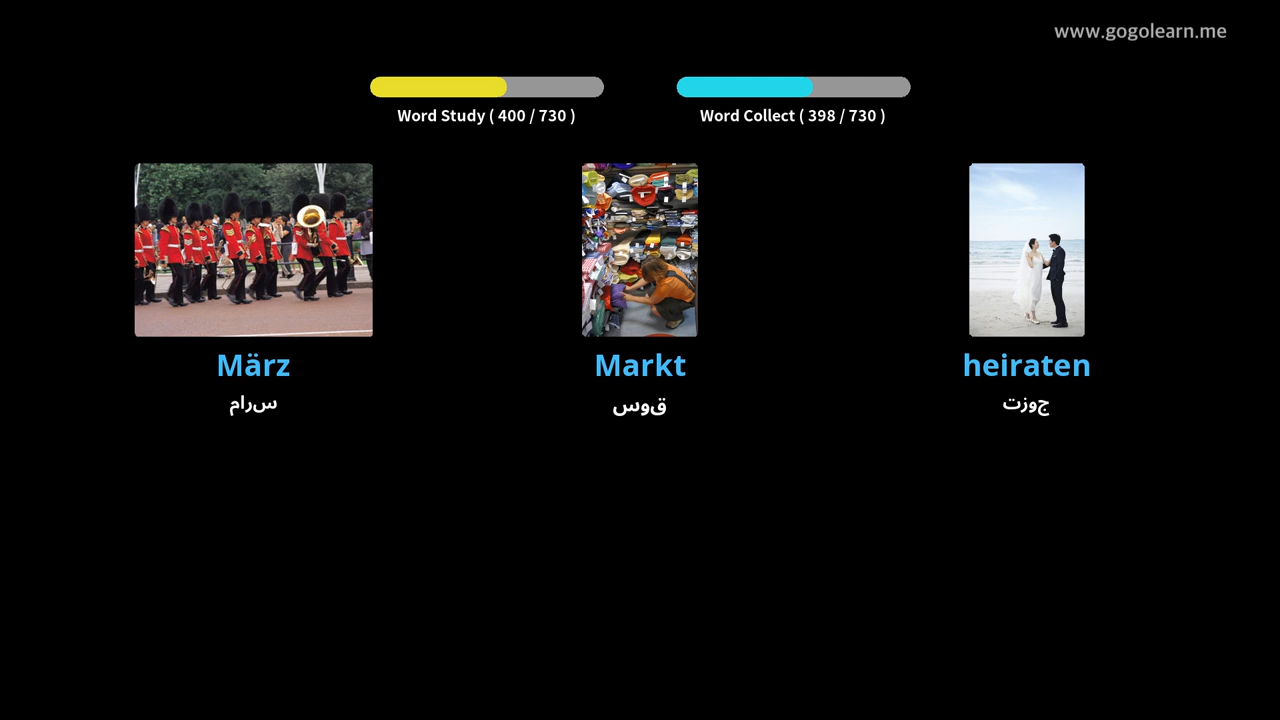 www.gogolearn.me
Word Study ( 400 / 730 )
Word Collect ( 398 / 730 )
März
Markt
heiraten
سرام
قوس
جوزت